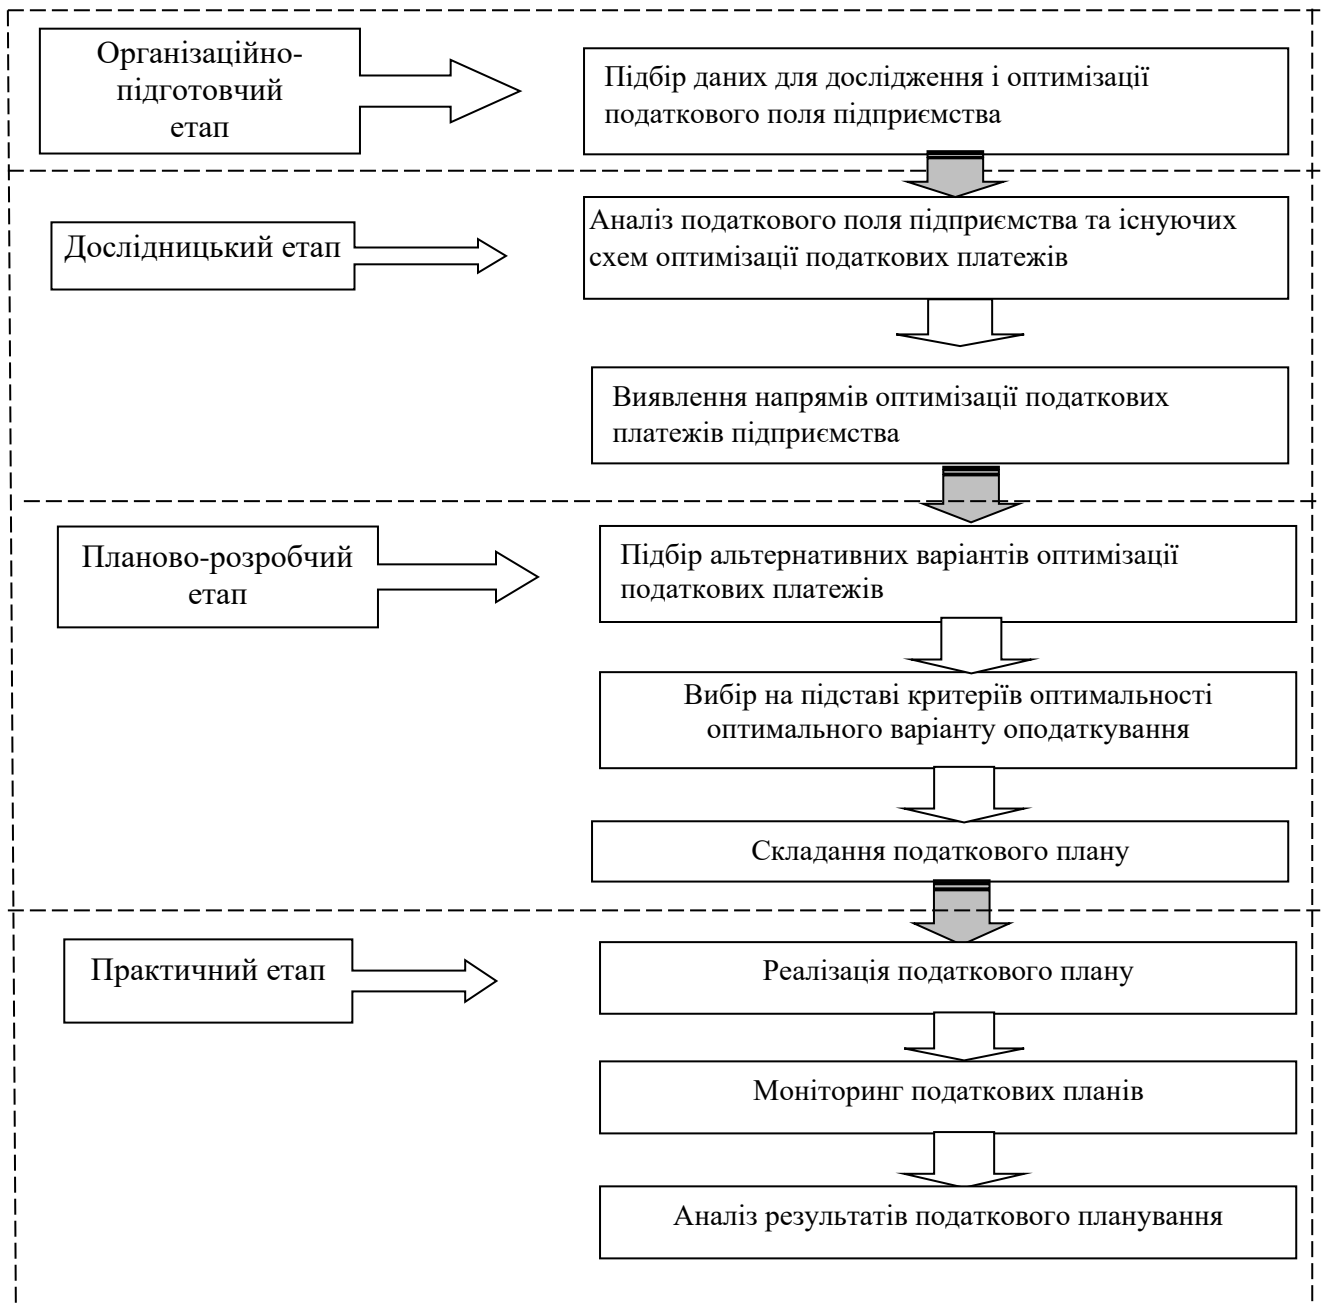 Організаційно-
підготовчий
етап
Підбір даних для дослідження і оптимізації
податкового поля підприємства
Дослідницький етап
Аналіз податкового поля підприємства та існуючих
схем оптимізації податкових платежів
Виявлення напрямів оптимізації податкових
платежів підприємства
Планово-розробчий
етап
Підбір альтернативних варіантів оптимізації
податкових платежів
Вибір на підставі критеріїв оптимальності
оптимального варіанту оподаткування
Складання податкового плану
Практичний етап
Реалізація податкового плану
Моніторинг податкових планів
Аналіз результатів податкового планування